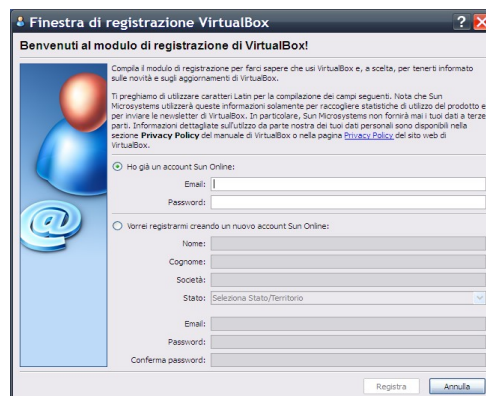 Finestra di registrazione VirtualBox
Benvenuti al modulo di registrazione di VirtualBox!
Compila il modulo di registrazione per farci sapere che usi VirtualBox e, a scelta, per tenerti informato
sulle novità e sugli aggiornamenti di VirtualBox.
Ti preghiamo di utilizzare caratteri Latin per la compilazione dei campi seguenti. Nota che Sun
Microsystems utilizzerà queste informazioni solamente per raccogliere statistiche di utilizzo del prodotto e
per inviare le newsletter di VirtualBox. In particolare, Sun Microsystems non fornirà mai i tuoi dati a terze
parti. Informazioni dettagliate sull'utilizzo da parte nostra dei tuoi dati personali sono disponibili nella
sezione Privacy Policy del manuale di VirtualBox o nella pagina Privacy Policy del sito web di
VirtualBox.
Ho già un account Sun Online:
Email:
Password:
Vorrei registrarmi creando un nuovo account Sun Online:
Nome:
Cognome:
Società:
Stato: Seleziona Stato/Territorio
Email:
Password:
Conferma password:
Registra Annulla